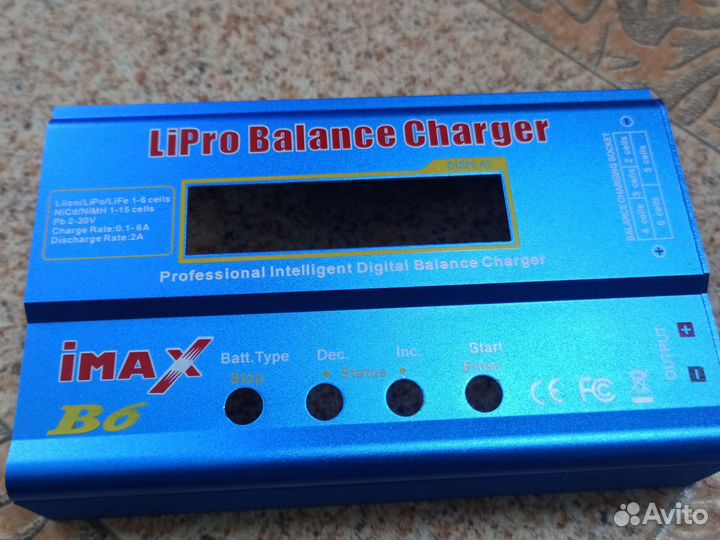 LiPro Balance Charger
DISPLAY
LiIon/LiPo/LiFe 1-6 cells
NiCd/NiMH 1-15 cells
Pb 2-20V
Charge Rate:0.1-6A
Discharge Rate:2A
Professional Intelligent Digital Balance Charger
BALANCE CHARGING SOCKET
2 cells
3 cells
4 cells
5 cells
6 cells
iMAX
B6
Batt.Type
Stop
Dec.
Inc.
◄ Status ►
Start
Enter
CE FC
OUTPUT
+
-
Avito